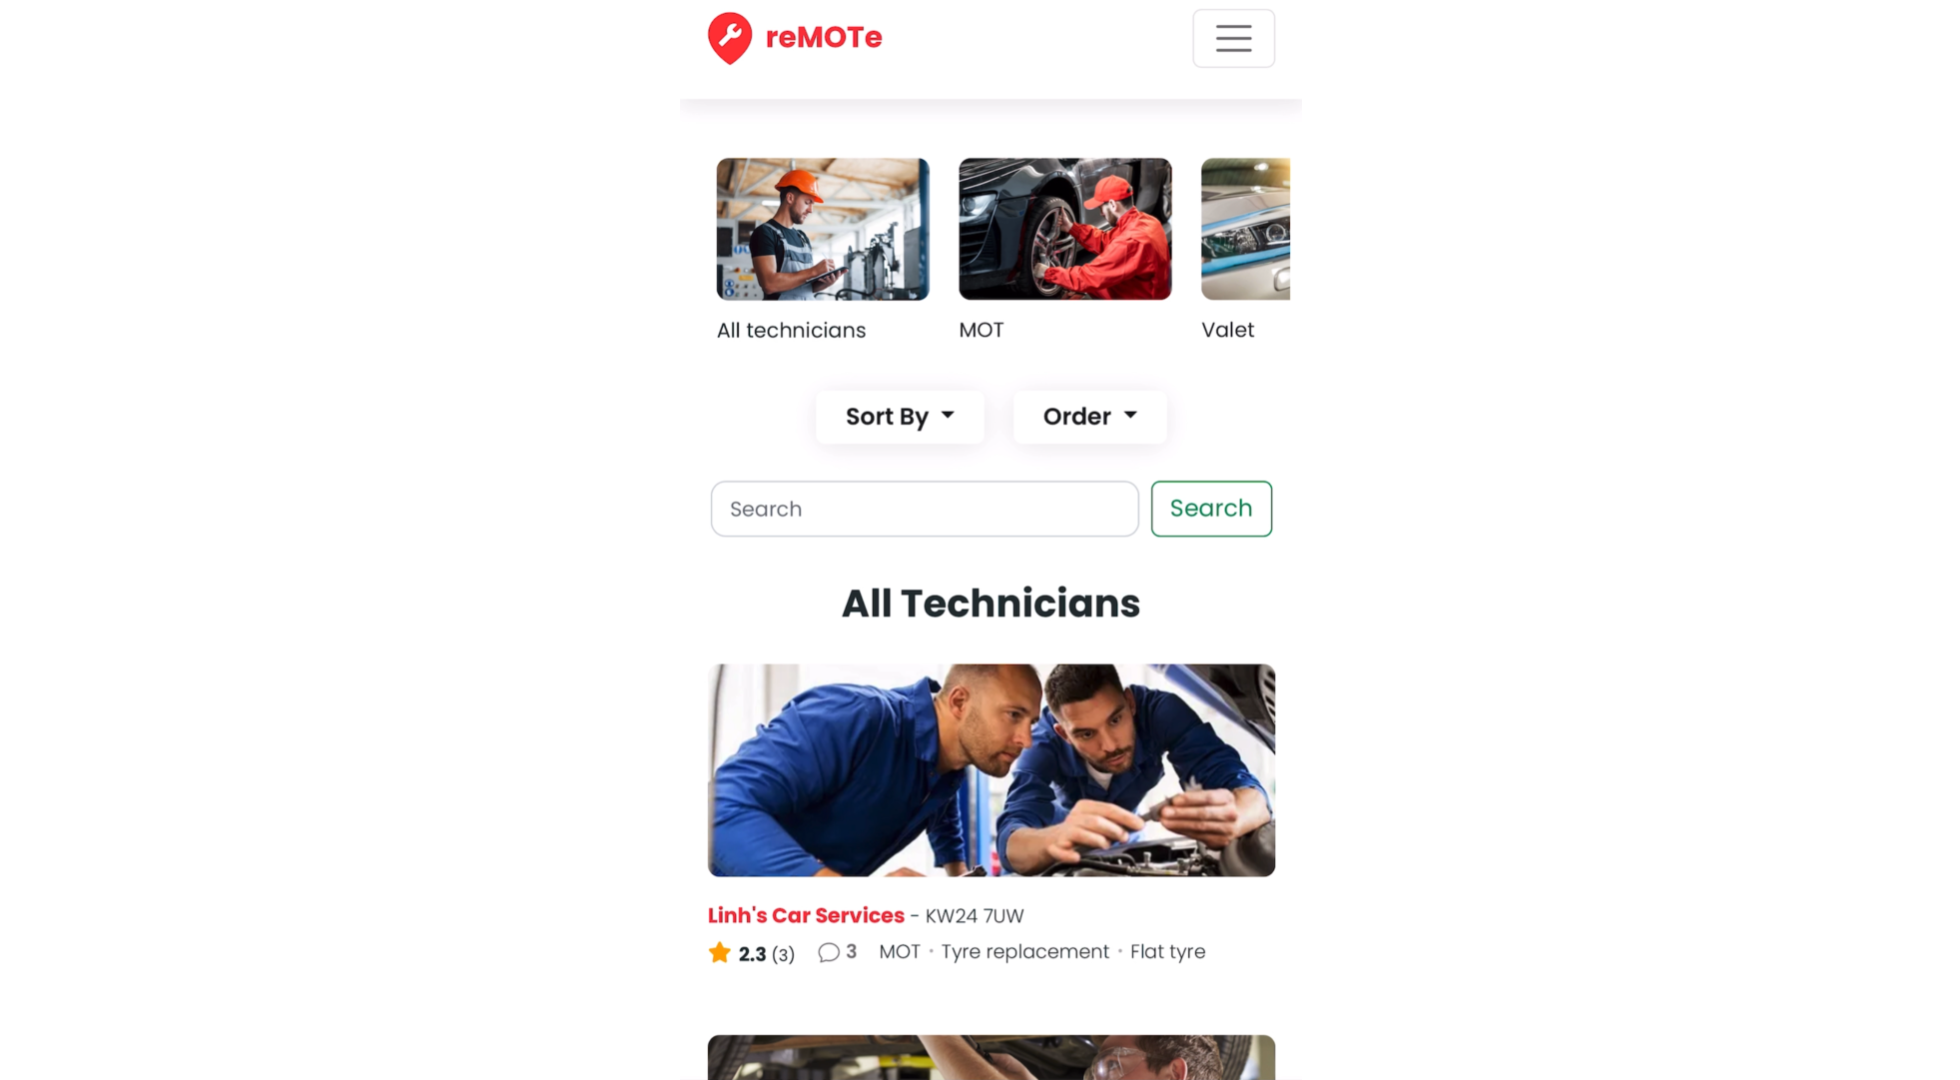 reMOTe
All technicians
MOT
Valet
Sort By
Order
Search
Search
All Technicians
Linh's Car Services - KW24 7UW
2.3 (3) 3 MOT • Tyre replacement • Flat tyre